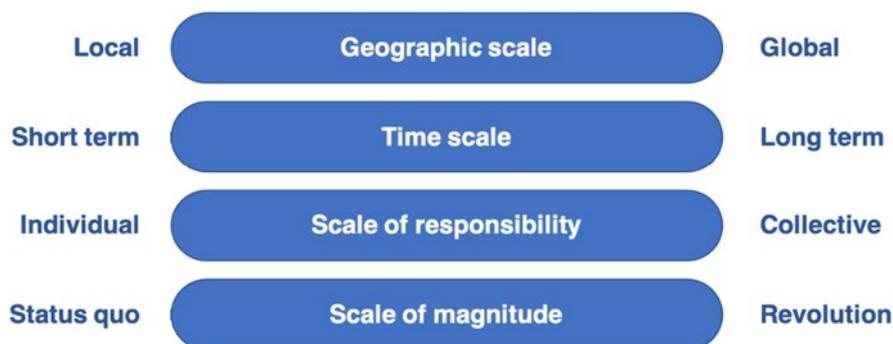 Local Geographic scale Global
Short term Time scale Long term
Individual Scale of responsibility Collective
Status quo Scale of magnitude Revolution